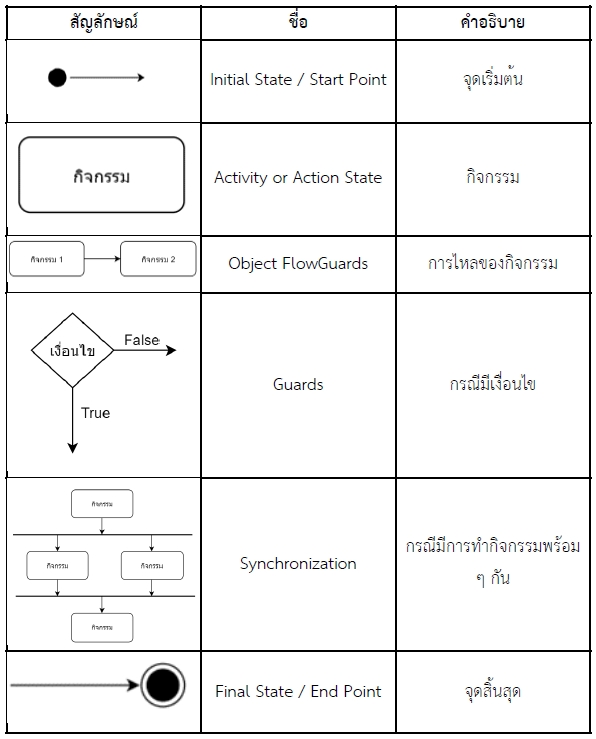 สัญลักษณ์ ชื่อ คำอธิบาย
Initial State / Start Point จุดเริ่มต้น
กิจกรรม Activity or Action State กิจกรรม
กิจกรรม 1 กิจกรรม 2 Object FlowGuards การไหลของกิจกรรม
เงื่อนไข False
True
Guards กรณีมีเงื่อนไข
กิจกรรม
กิจกรรม กิจกรรม
กิจกรรม
Synchronization
กรณีมีการทำกิจกรรมพร้อม
ๆ กัน
Final State / End Point จุดสิ้นสุด